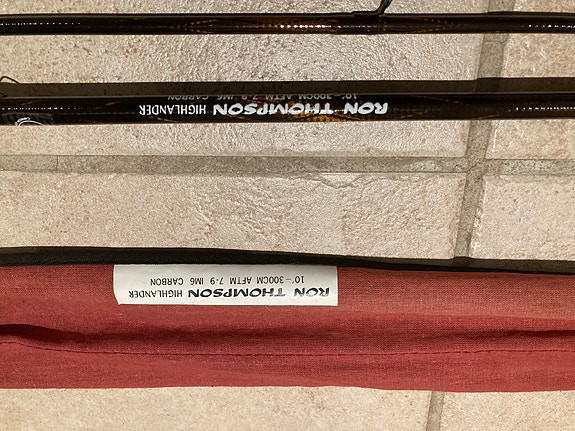 RON THOMPSON HIGHLANDER
10'-300CM AFTM 7-9 IM6 CARBON
RON THOMPSON HIGHLANDER
10'-300CM AFTM 7-9 IM6 CARBON